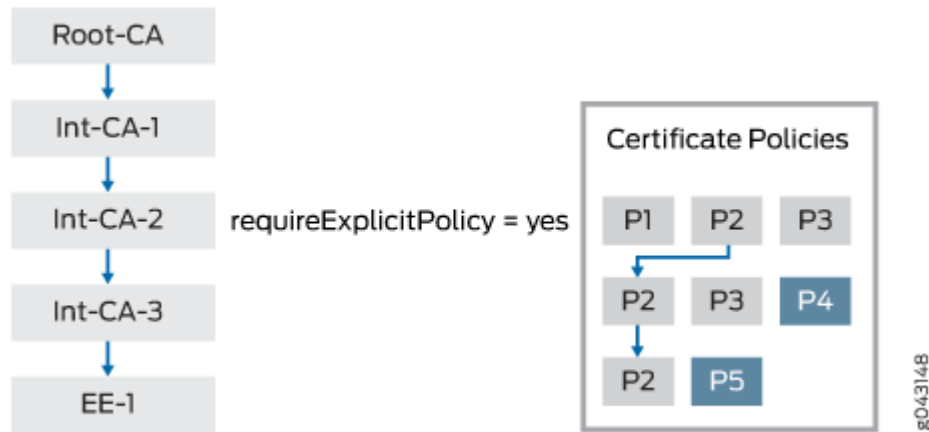 Root-CA
Int-CA-1
Int-CA-2
requireExplicitPolicy = yes
Int-CA-3
EE-1
Certificate Policies
P1 P2 P3
P2 P3 P4
P2 P5
g043148